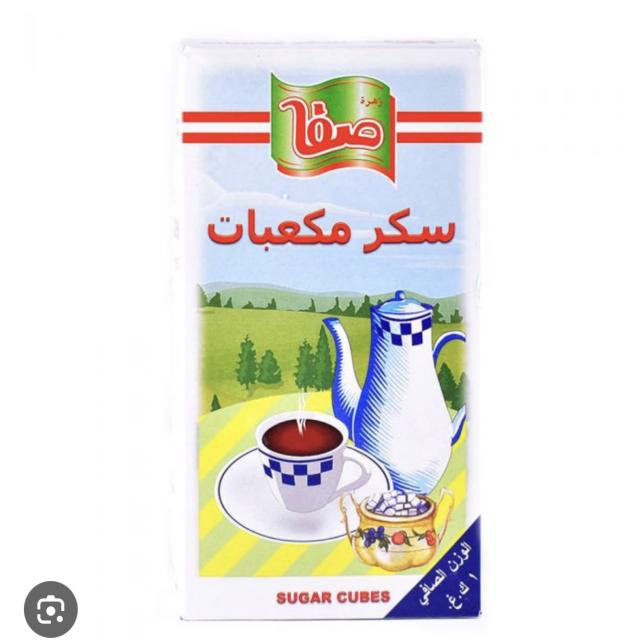 زهرة
صفا
سكر مكعبات
الوزن الصافي
١ ك.غ.
SUGAR CUBES